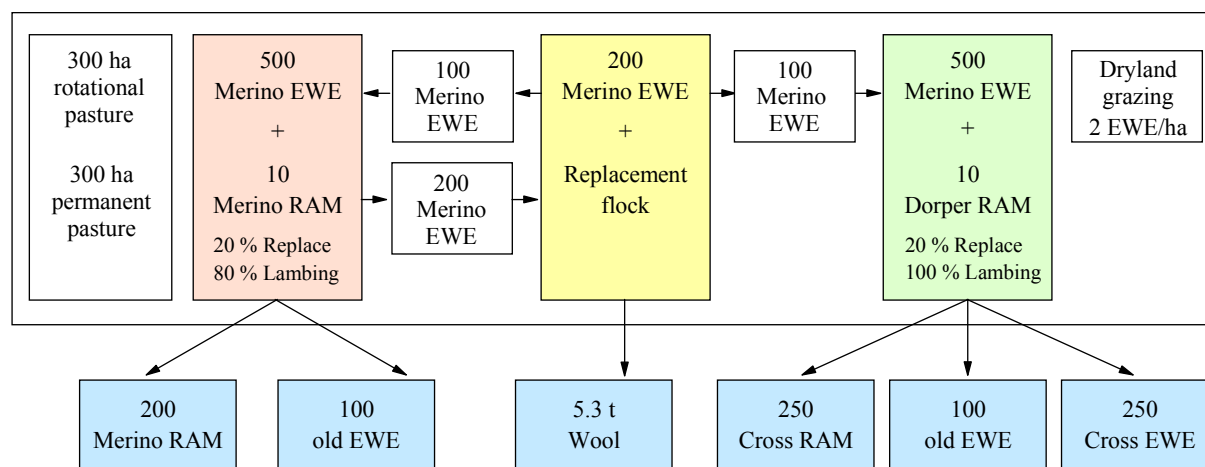 300 ha
rotational
pasture
300 ha
permanent
pasture
500
Merino EWE
+
10
Merino RAM
20 % Replace
80 % Lambing
100
Merino
EWE
200
Merino
EWE
200
Merino EWE
+
Replacement
flock
100
Merino
EWE
500
Merino EWE
+
10
Dorper RAM
20 % Replace
100 % Lambing
Dryland
grazing
2 EWE/ha
200
Merino RAM
100
old EWE
5.3 t
Wool
250
Cross RAM
100
old EWE
250
Cross EWE